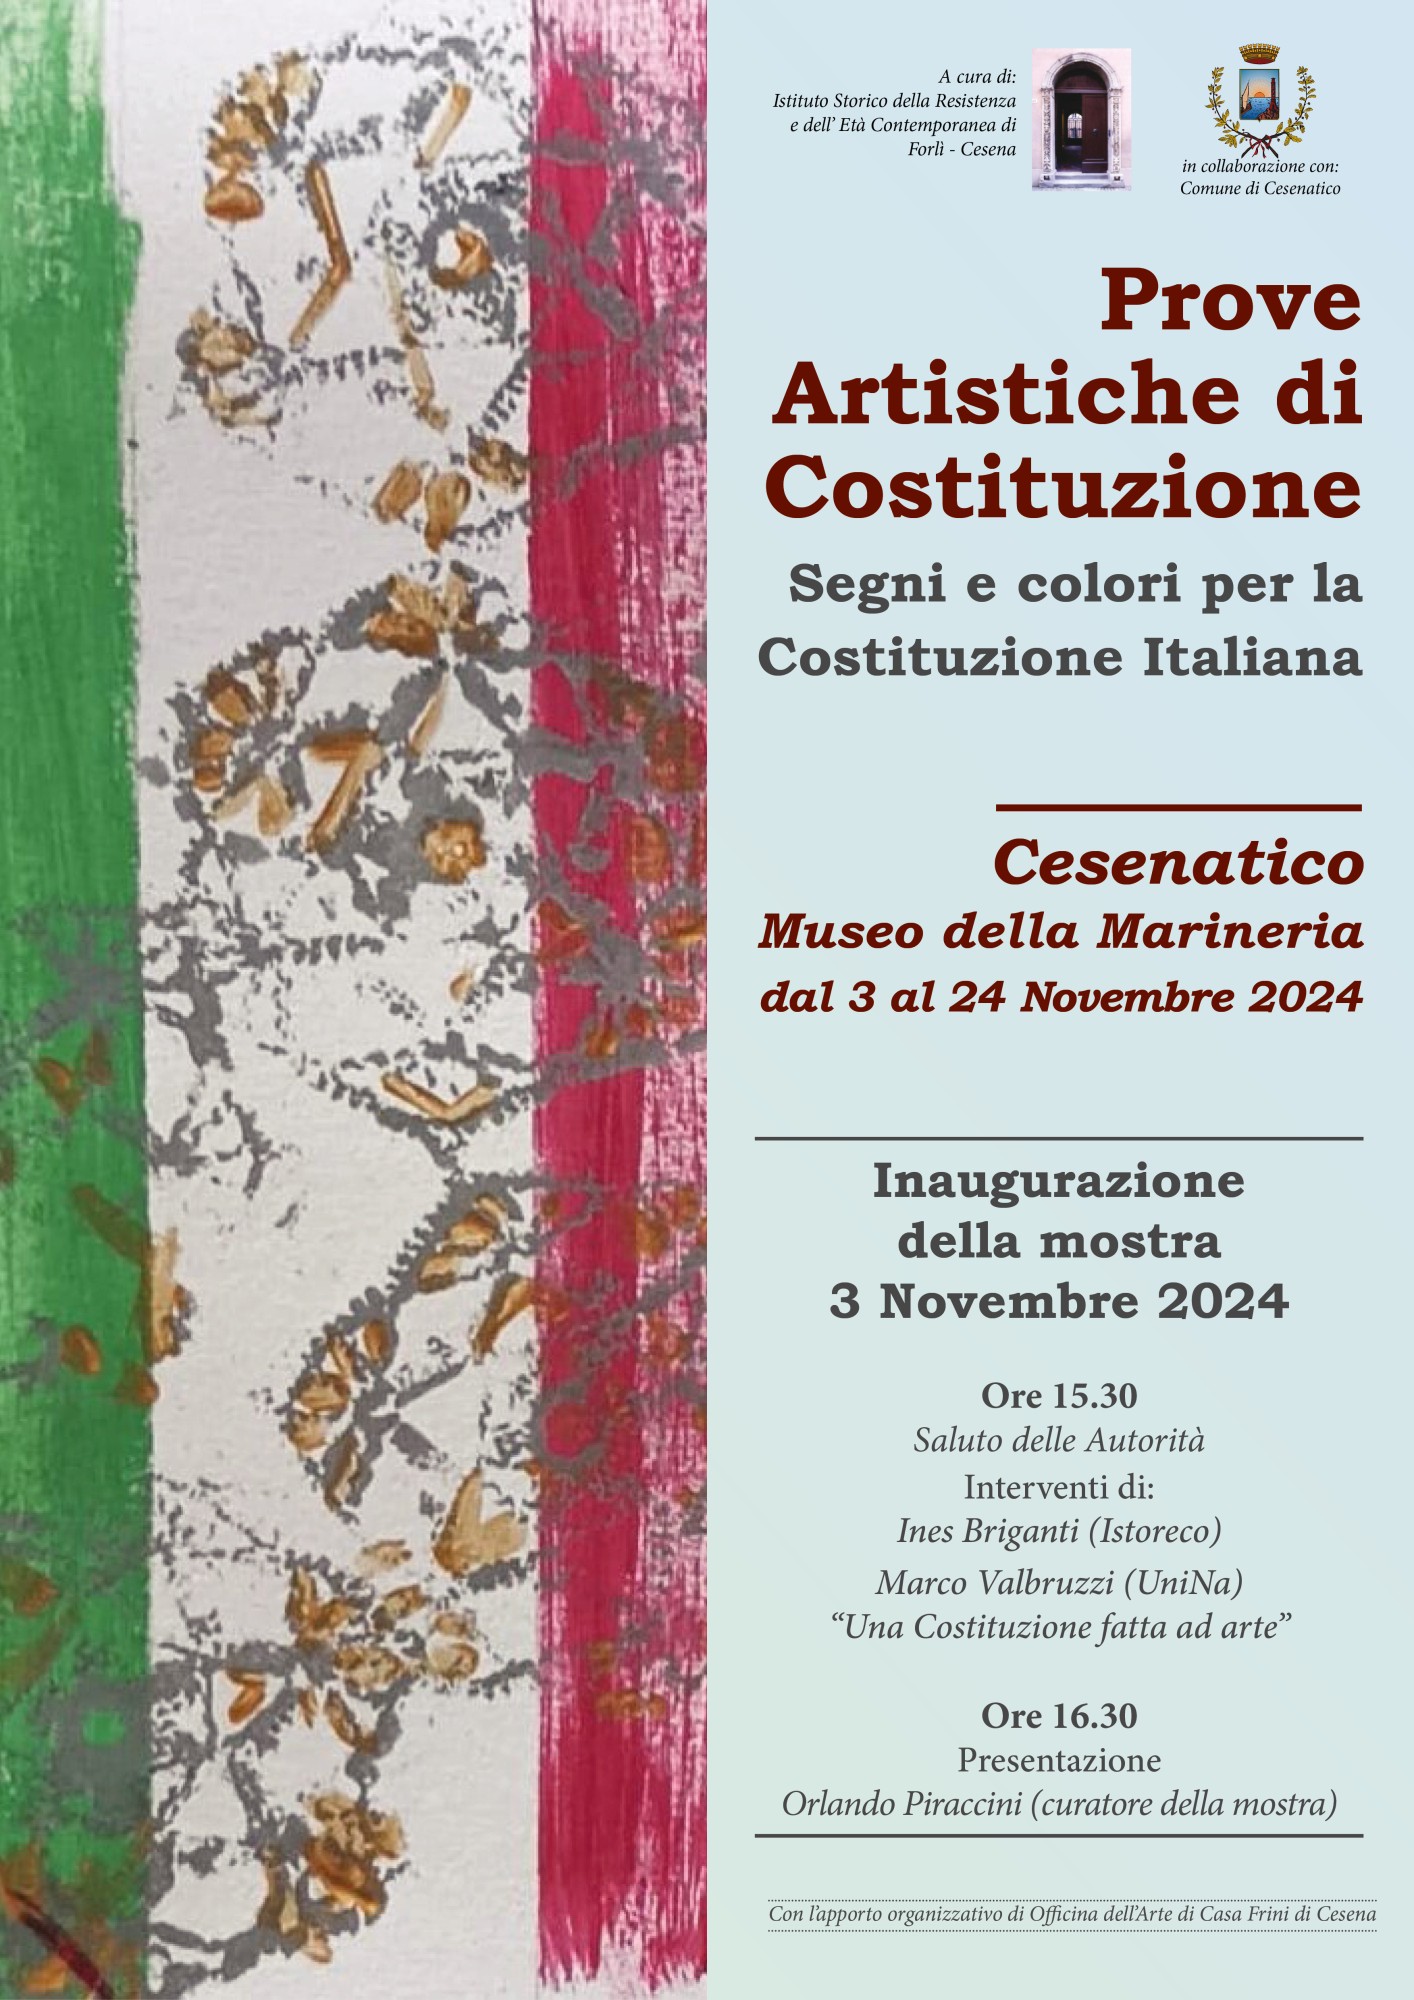 A cura di:
Istituto Storico della Resistenza
e dell' Età Contemporanea di
Forlì - Cesena
in collaborazione con:
Comune di Cesenatico
Prove
Artistiche di
Costituzione
Segni e colori per la
Costituzione Italiana
Cesenatico
Museo della Marineria
dal 3 al 24 Novembre 2024
Inaugurazione
della mostra
3 Novembre 2024
Ore 15.30
Saluto delle Autorità
Interventi di:
Ines Briganti (Istoreco)
Marco Valbruzzi (UniNa)
“Una Costituzione fatta ad arte”
Ore 16.30
Presentazione
Orlando Piraccini (curatore della mostra)
Con l'apporto organizzativo di Officina dell'Arte di Casa Frini di Cesena